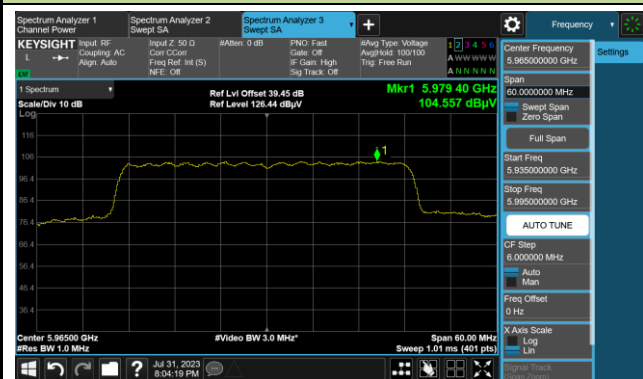 Spectrum Analyzer 1
Channel Power
Spectrum Analyzer 2
Swept SA
Spectrum Analyzer 3
Swept SA
+
Frequency
KEYSIGHT
L
LXI
Input: RF
Coupling: AC
Align: Auto
Input Z: 50 Ω
Corr CCorr
Freq Ref: Int (S)
NFE: Off
#Atten: 0 dB
PNO: Fast
Gate: Off
IF Gain: High
Sig Track: Off
#Avg Type: Voltage
Avg|Hold: 100/100
Trig: Free Run
1 2 3 4 5 6
A W W W W W
A N N N N N
1 Spectrum
Scale/Div 10 dB
Log
Ref Lvl Offset 39.45 dB
Ref Level 126.44 dBµV
Mkr1 5.979 40 GHz
104.557 dBµV
1
116
106
96.4
86.4
76.4
66.4
56.4
46.4
36.4
Center 5.96500 GHz
#Res BW 1.0 MHz
#Video BW 3.0 MHz*
Span 60.00 MHz
Sweep 1.01 ms (401 pts)
Center Frequency
5.965000000 GHz
Settings
Span
60.0000000 MHz
Swept Span
Zero Span
Full Span
Start Freq
5.935000000 GHz
Stop Freq
5.995000000 GHz
AUTO TUNE
CF Step
6.000000 MHz
Auto
Man
Freq Offset
0 Hz
X Axis Scale
Log
Lin
Signal Track
(Span Zoom)
?
Jul 31, 2023
8:04:19 PM